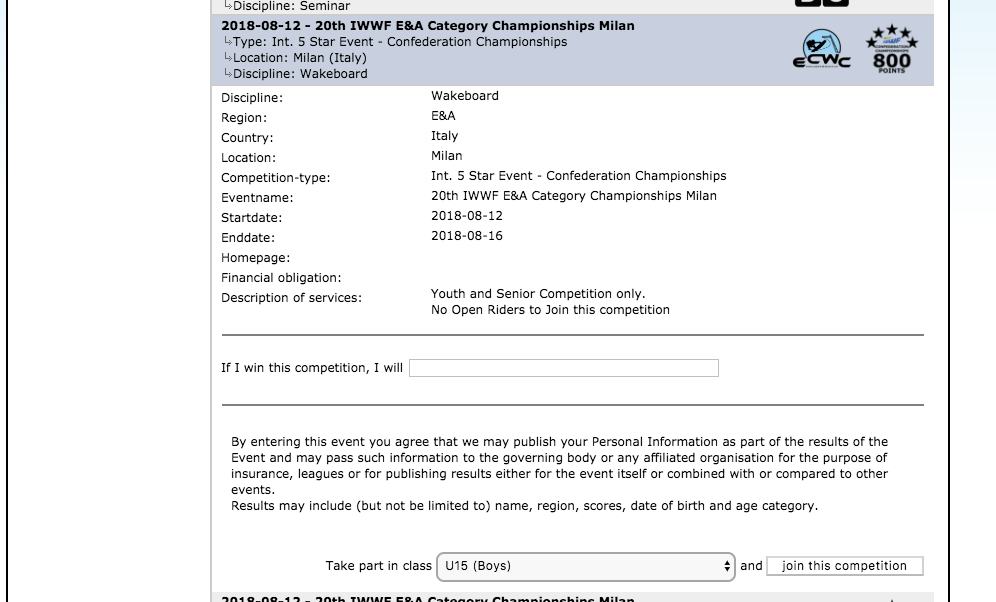 ↳Discipline: Seminar
2018-08-12 - 20th IWWF E&A Category Championships Milan
↳Type: Int. 5 Star Event - Confederation Championships
↳Location: Milan (Italy)
↳Discipline: Wakeboard
ECWC
CONFEDERATION
CHAMPIONSHIPS
800
POINTS
Discipline: Wakeboard
Region: E&A
Country: Italy
Location: Milan
Competition-type: Int. 5 Star Event - Confederation Championships
Eventname: 20th IWWF E&A Category Championships Milan
Startdate: 2018-08-12
Enddate: 2018-08-16
Homepage:
Financial obligation:
Description of services: Youth and Senior Competition only.
No Open Riders to Join this competition
If I win this competition, I will
By entering this event you agree that we may publish your Personal Information as part of the results of the
Event and may pass such information to the governing body or any affiliated organisation for the purpose of
insurance, leagues or for publishing results either for the event itself or combined with or compared to other
events.
Results may include (but not be limited to) name, region, scores, date of birth and age category.
Take part in class U15 (Boys) and join this competition
2018-08-12 - 20th IWWF E&A Category Championships Milan